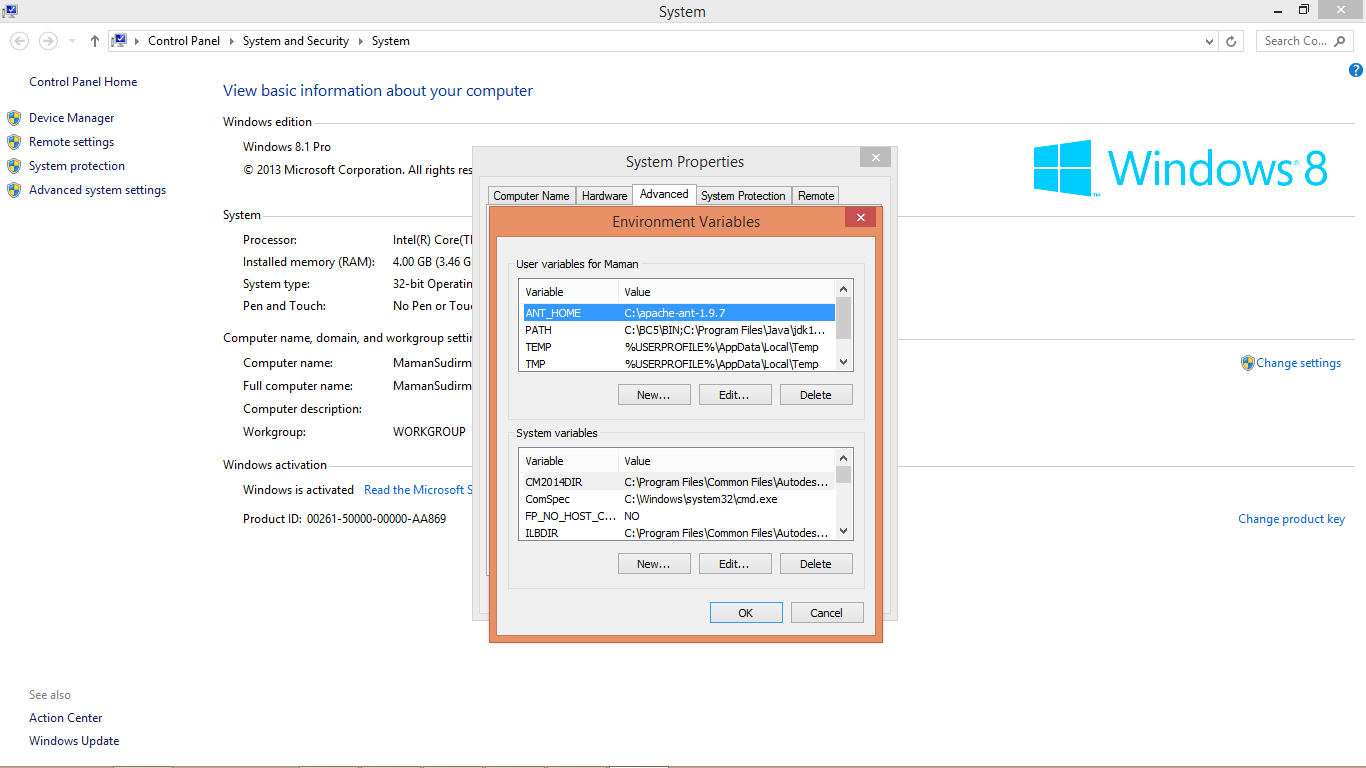 System
Control Panel System and Security System
Search Co...
Control Panel Home
Device Manager
Remote settings
System protection
Advanced system settings
See also
Action Center
Windows Update
View basic information about your computer
Windows edition
Windows 8.1 Pro
© 2013 Microsoft Corporation. All rights res
Windows 8
System
Processor: Intel(R) Core(T
Installed memory (RAM): 4.00 GB (3.46 G
System type: 32-bit Operatin
Pen and Touch: No Pen or Tou
Computer name, domain, and workgroup settin
Computer name: MamanSudirm
Full computer name: MamanSudirm
Computer description:
Workgroup: WORKGROUP
Change settings
Windows activation
Windows is activated Read the Microsoft S
Product ID: 00261-50000-00000-AA869
Change product key
System Properties
Computer Name Hardware Advanced System Protection Remote
Environment Variables
User variables for Maman
Variable Value
ANT_HOME C:\apache-ant-1.9.7
PATH C:\BC5\BIN;C:\Program Files\Java\jdk1...
TEMP %USERPROFILE%\AppData\Local\Temp
TMP %USERPROFILE%\AppData\Local\Temp
New... Edit... Delete
System variables
Variable Value
CM2014DIR C:\Program Files\Common Files\Autodes...
ComSpec C:\Windows\system32\cmd.exe
FP_NO_HOST_C... NO
ILBDIR C:\Program Files\Common Files\Autodes...
New... Edit... Delete
OK Cancel